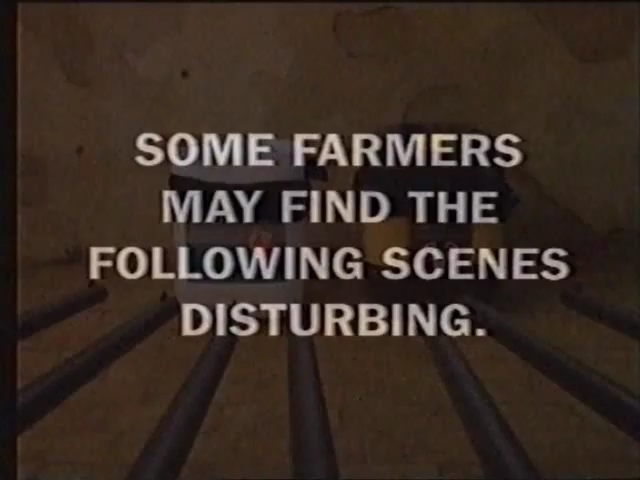 SOME FARMERS
MAY FIND THE
FOLLOWING SCENES
DISTURBING.